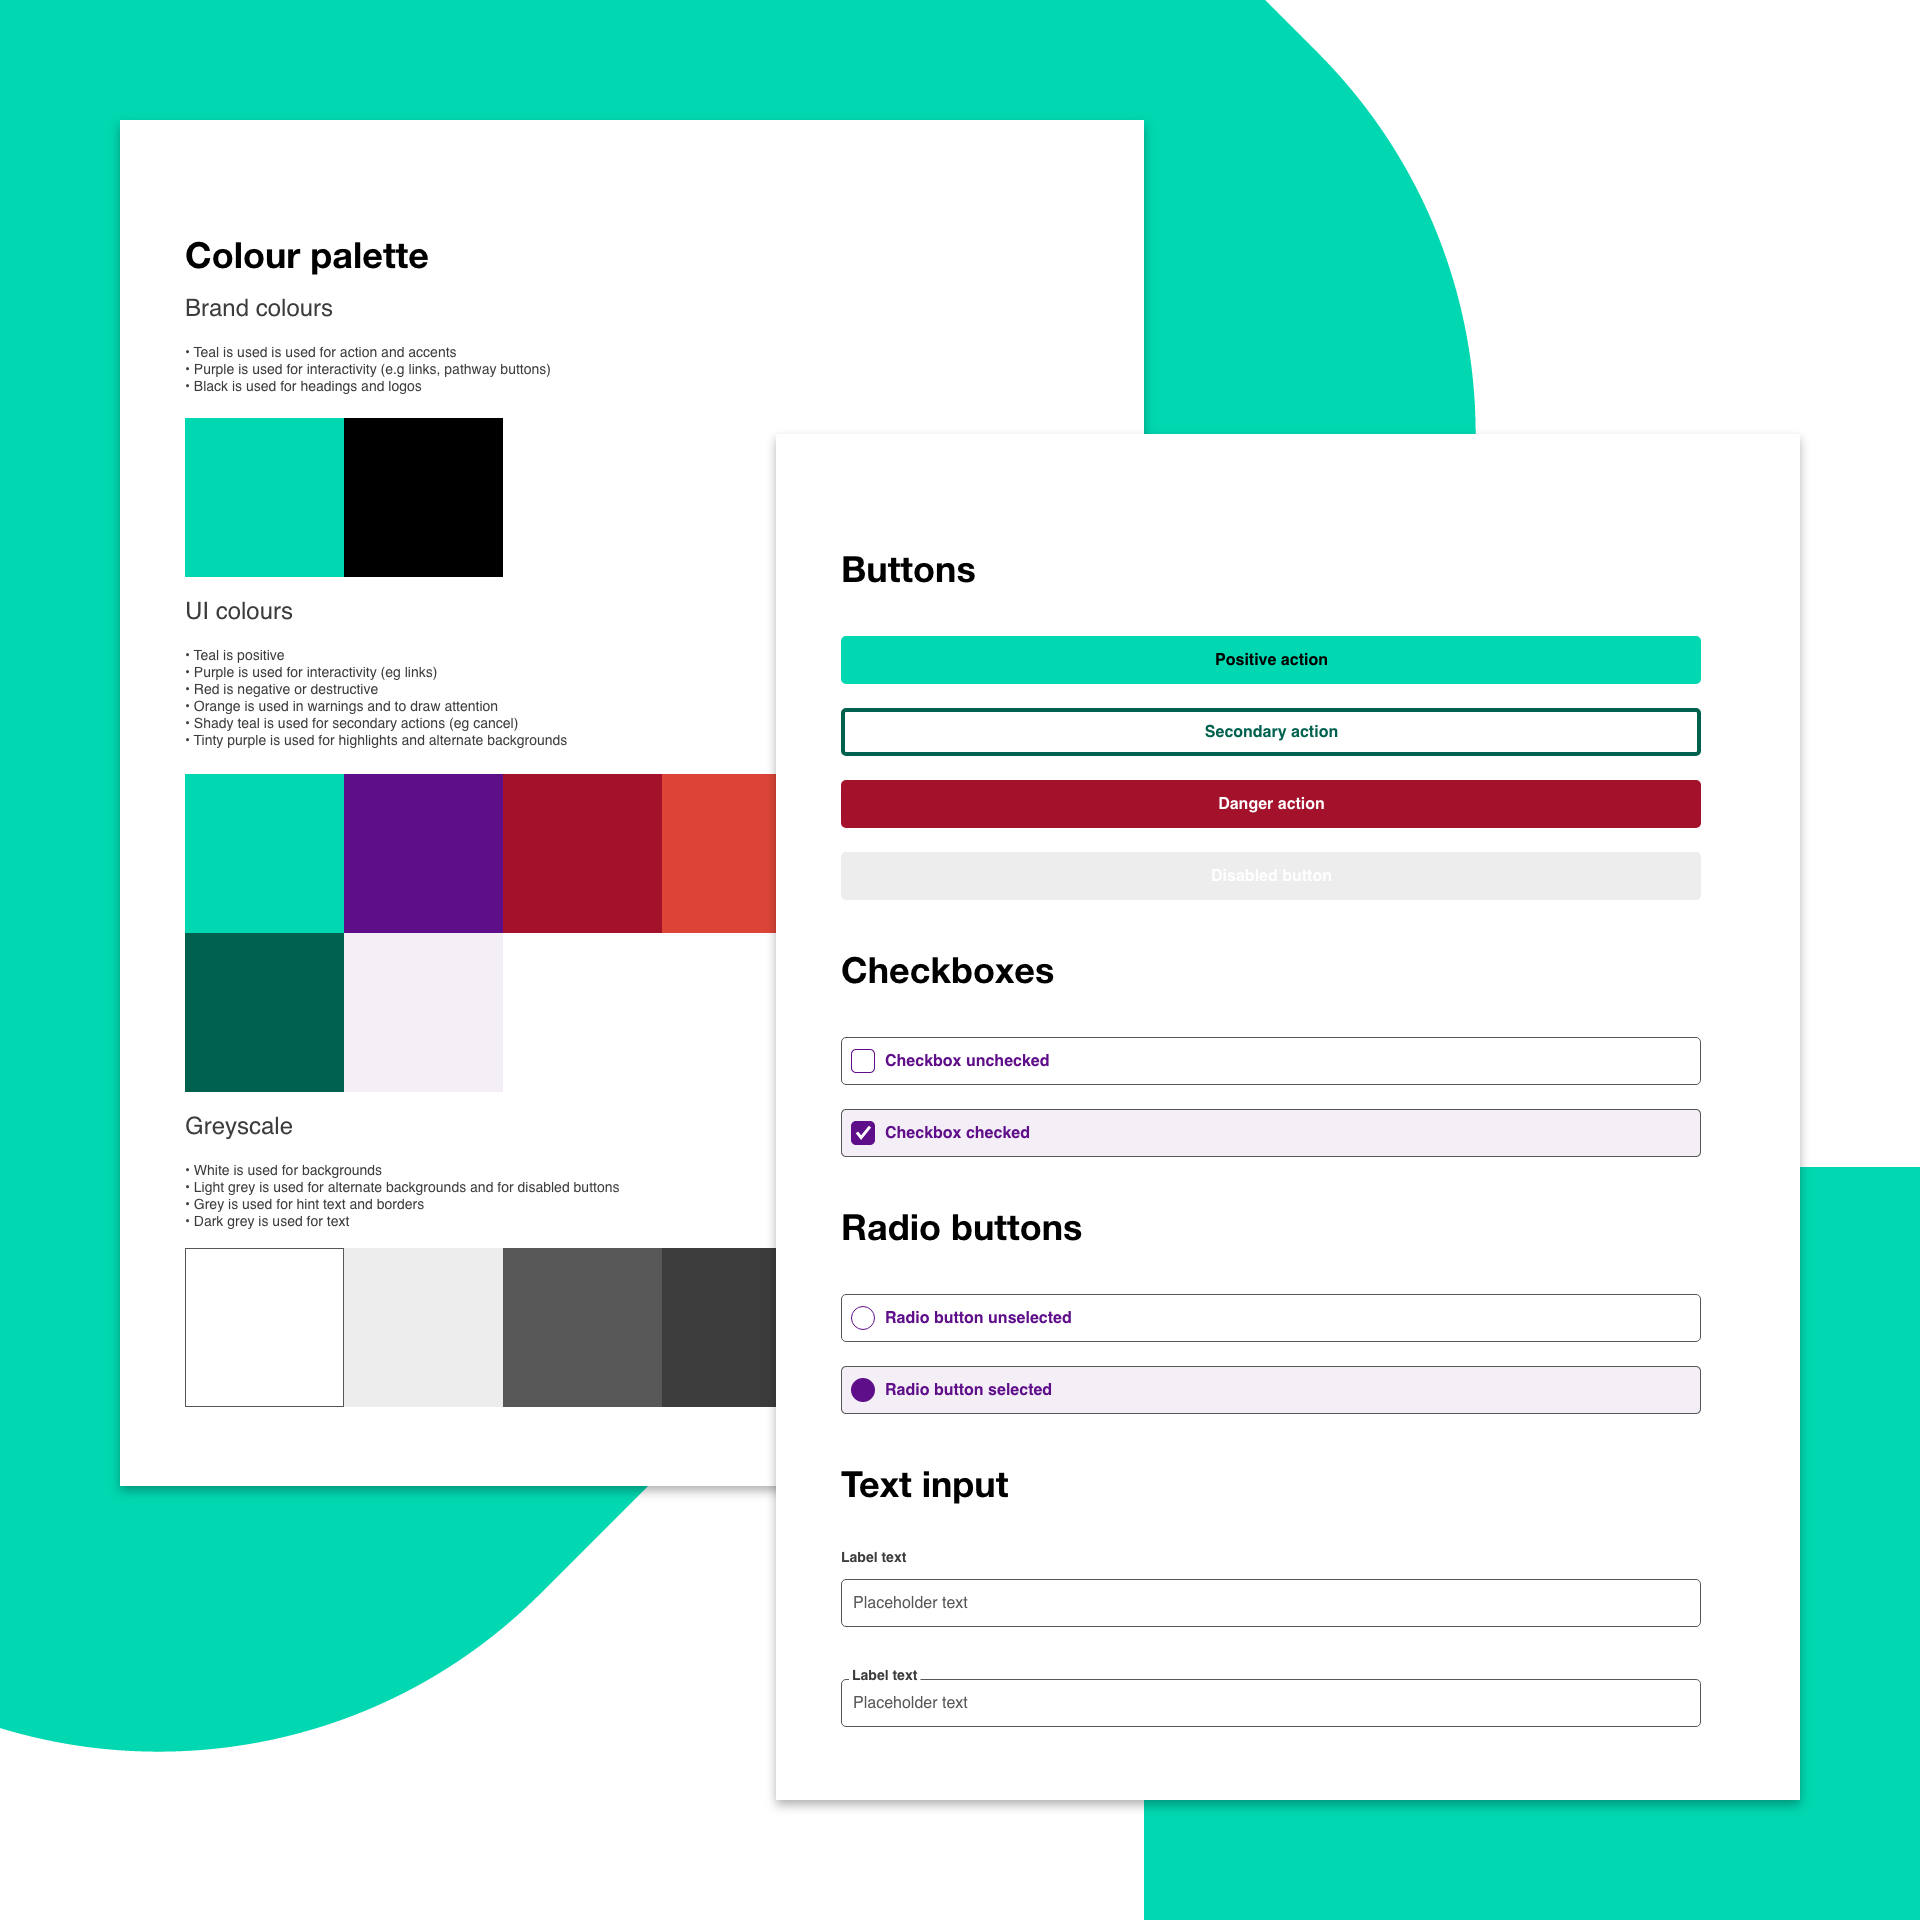 Colour palette
Brand colours
• Teal is used is used for action and accents
• Purple is used for interactivity (e.g links, pathway buttons)
• Black is used for headings and logos
UI colours
• Teal is positive
• Purple is used for interactivity (eg links)
• Red is negative or destructive
• Orange is used in warnings and to draw attention
• Shady teal is used for secondary actions (eg cancel)
• Tinty purple is used for highlights and alternate backgrounds
Greyscale
• White is used for backgrounds
• Light grey is used for alternate backgrounds and for disabled buttons
• Grey is used for hint text and borders
• Dark grey is used for text
Buttons
Positive action
Secondary action
Danger action
Disabled button
Checkboxes
Checkbox unchecked
Checkbox checked
Radio buttons
Radio button unselected
Radio button selected
Text input
Label text
Placeholder text
Label text
Placeholder text